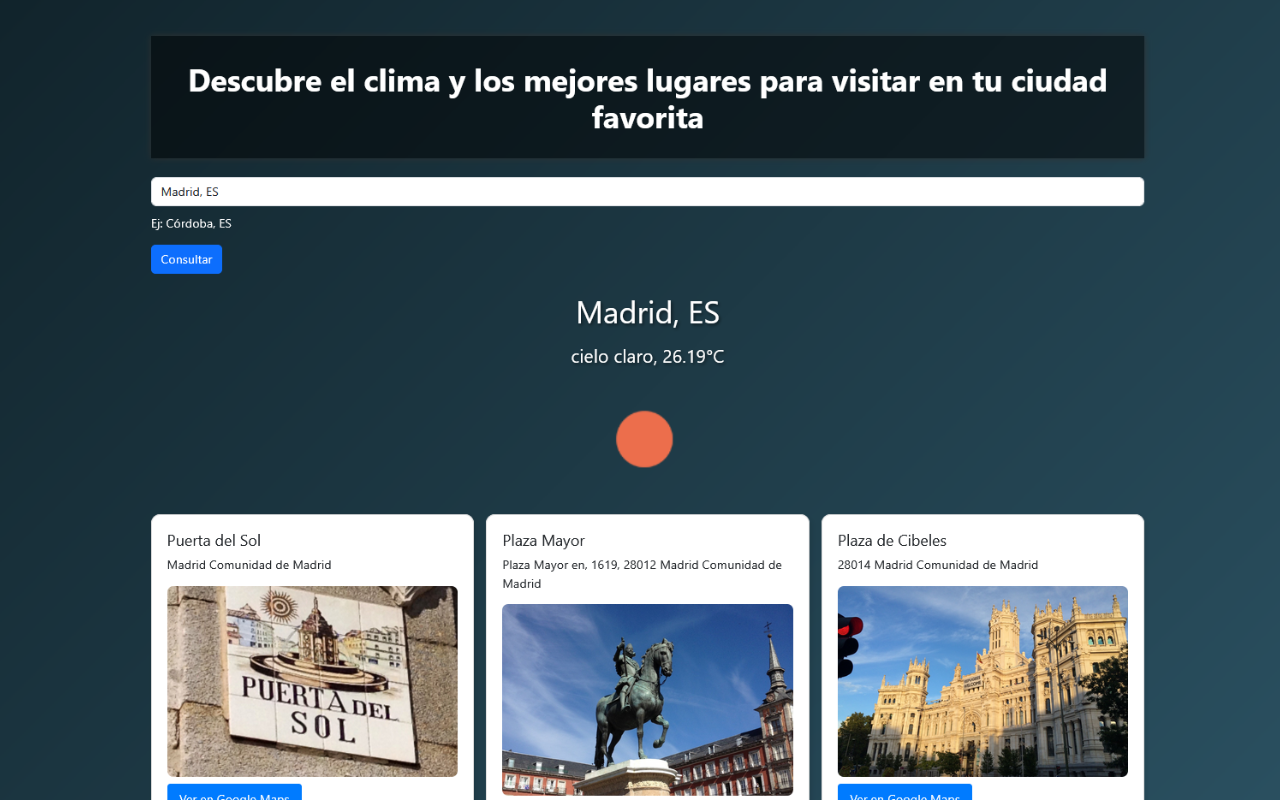 Descubre el clima y los mejores lugares para visitar en tu ciudad
favorita
Madrid, ES
Ej: Córdoba, ES
Consultar
Madrid, ES
cielo claro, 26.19°C
Puerta del Sol
Madrid Comunidad de Madrid
PUERTA DEL
SOL
Ver en Google Maps
Plaza Mayor
Plaza Mayor en, 1619, 28012 Madrid Comunidad de
Madrid
Plaza de Cibeles
28014 Madrid Comunidad de Madrid
Ver en Google Maps